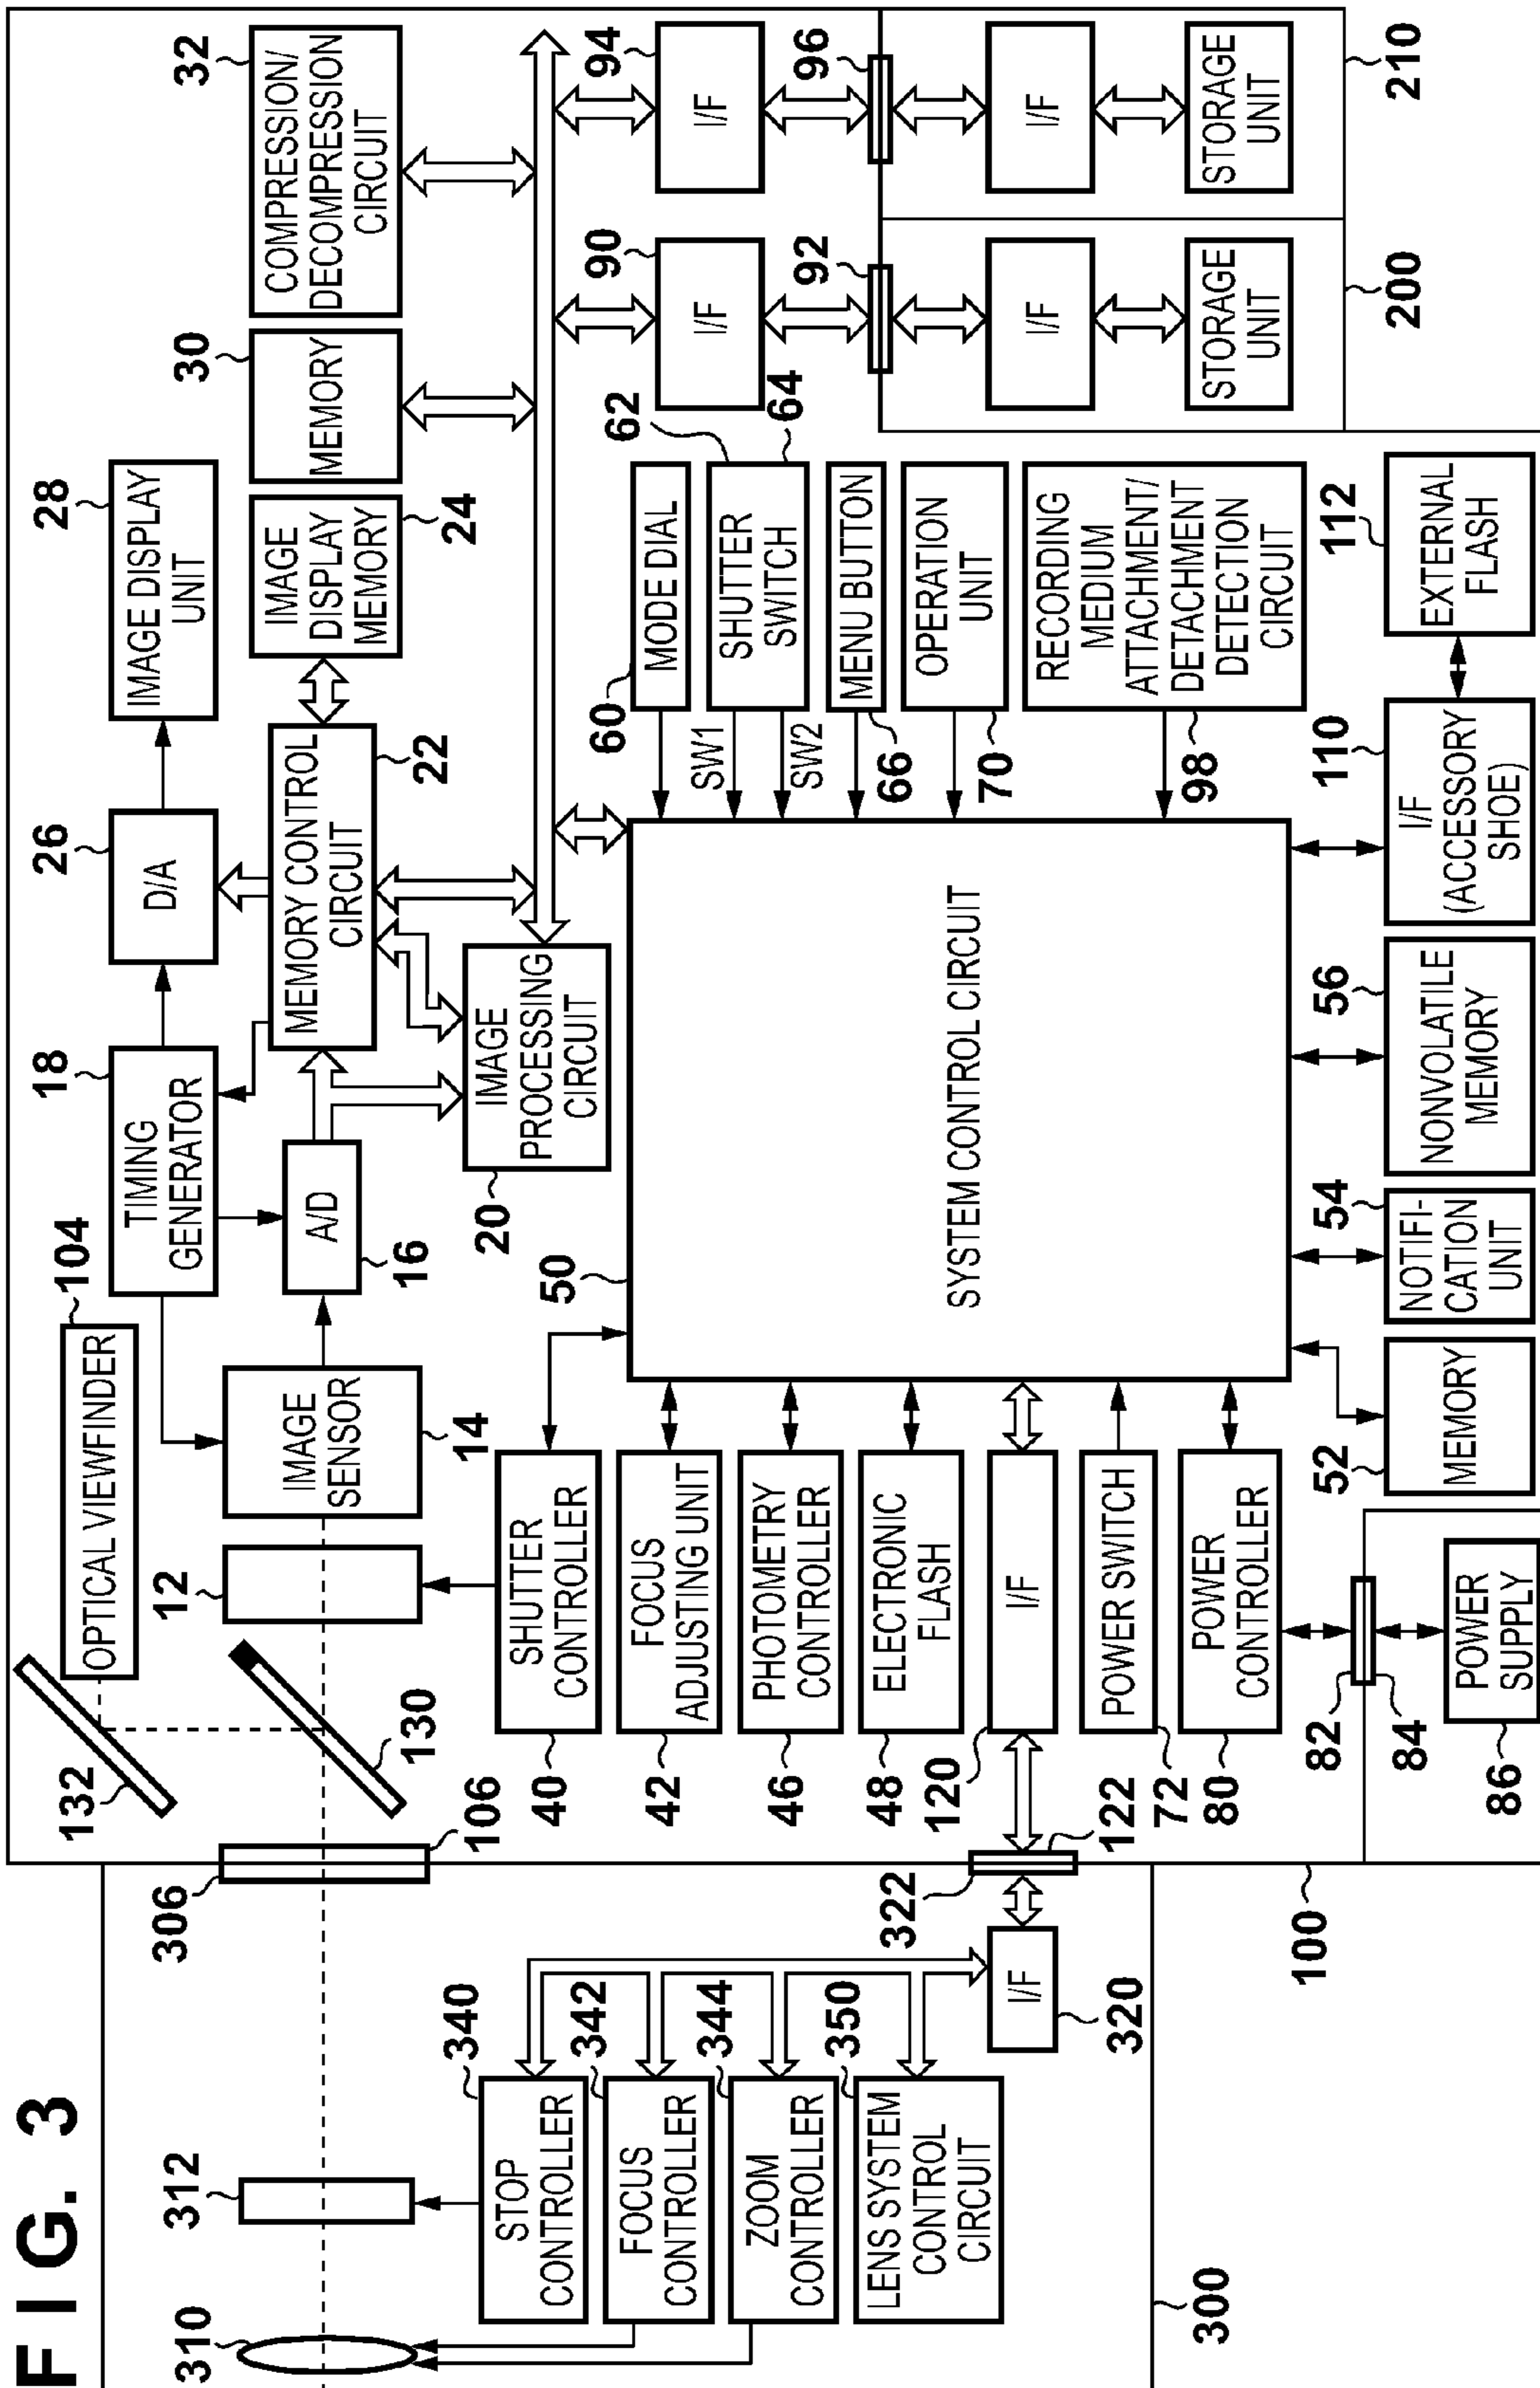 FIG. 3
310
312
306
106
132
130
12
OPTICAL VIEWFINDER
104
IMAGE
SENSOR
14
TIMING
GENERATOR
18
A/D
16
D/A
26
IMAGE DISPLAY
UNIT
28
MEMORY CONTROL
CIRCUIT
22
IMAGE
DISPLAY
MEMORY
24
MEMORY
30
COMPRESSION/
DECOMPRESSION
CIRCUIT
32
IMAGE
PROCESSING
CIRCUIT
20
STOP
CONTROLLER
340
FOCUS
CONTROLLER
342
ZOOM
CONTROLLER
344
LENS SYSTEM
CONTROL
CIRCUIT
350
I/F
320
322
122
300
100
SHUTTER
CONTROLLER
40
FOCUS
ADJUSTING UNIT
42
PHOTOMETRY
CONTROLLER
46
ELECTRONIC
FLASH
48
I/F
120
POWER SWITCH
72
POWER
CONTROLLER
80
82
84
POWER
SUPPLY
86
SYSTEM CONTROL CIRCUIT
50
MODE DIAL
60
SW1
SW2
SHUTTER
SWITCH
62
64
MENU BUTTON
66
OPERATION
UNIT
70
RECORDING
MEDIUM
ATTACHMENT/
DETACHMENT
DETECTION
CIRCUIT
98
MEMORY
52
NOTIFI-
CATION
UNIT
54
NONVOLATILE
MEMORY
56
I/F
(ACCESSORY
SHOE)
110
EXTERNAL
FLASH
112
I/F
90
92
I/F
STORAGE
UNIT
200
I/F
94
96
I/F
STORAGE
UNIT
210